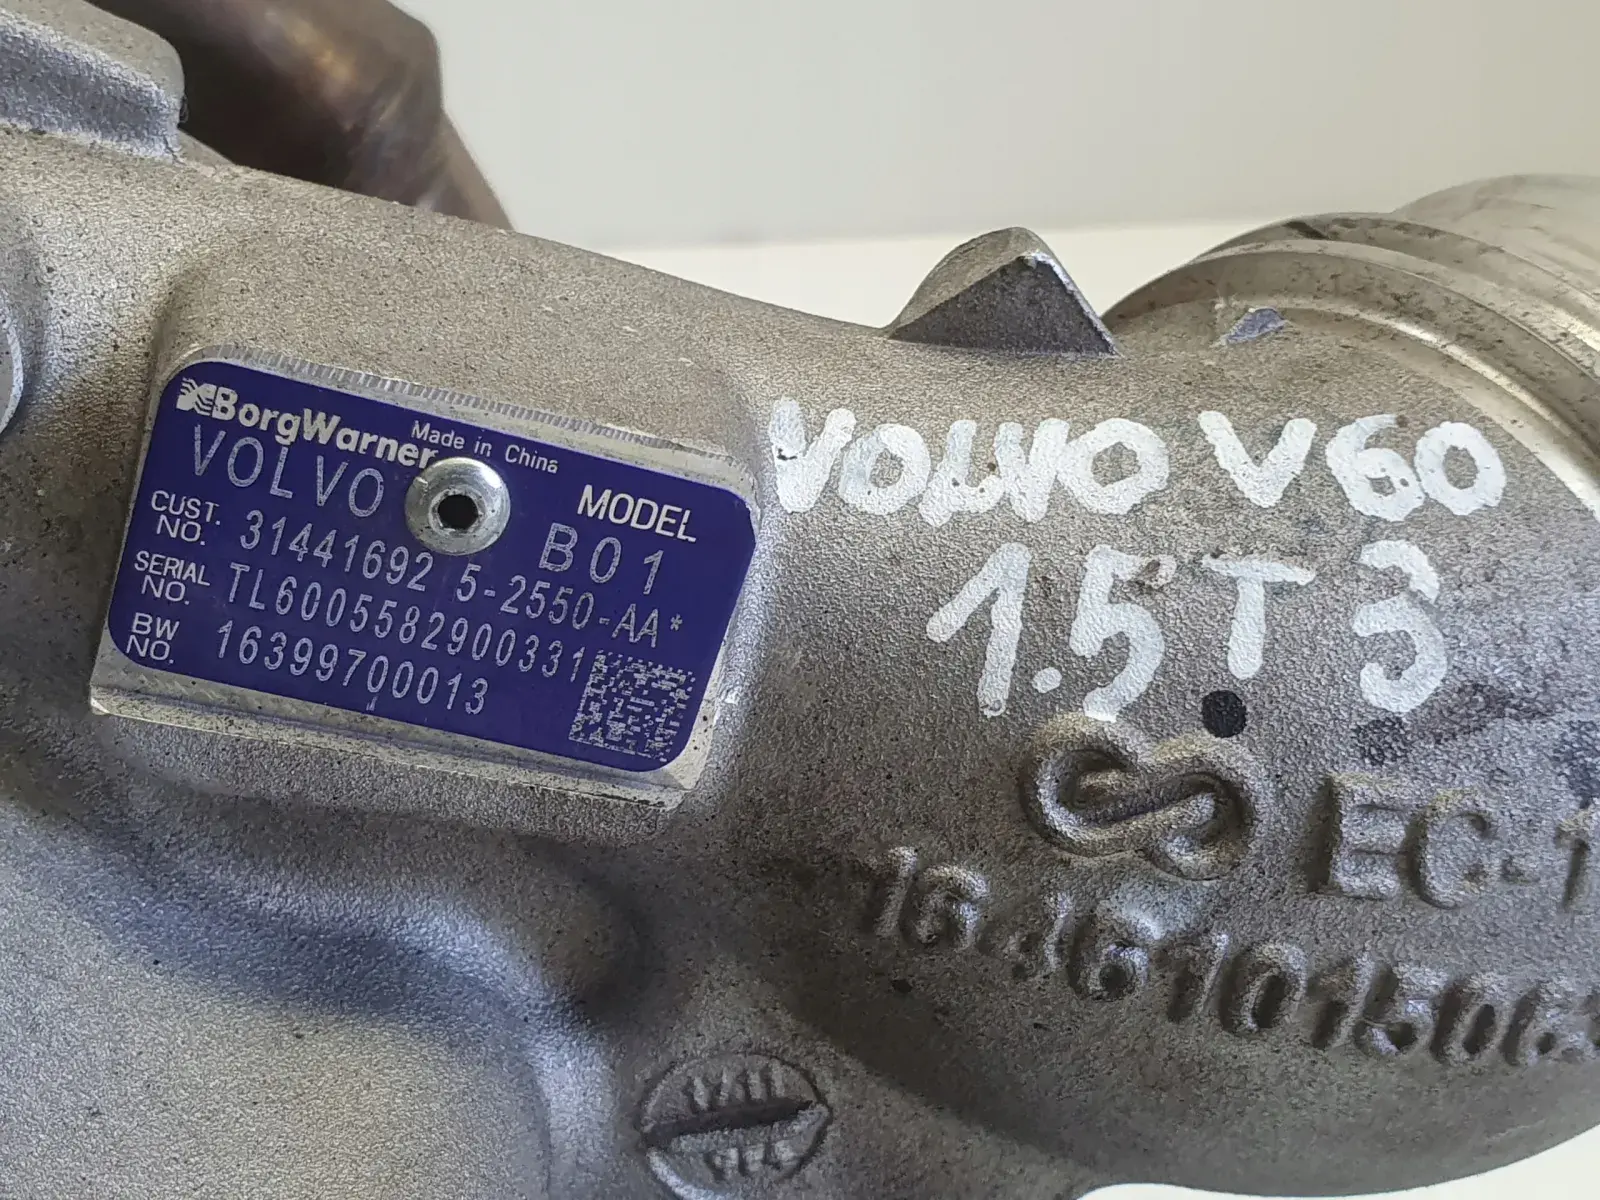 BorgWarner Made in China
VOLVO
MODEL
B01
CUST. NO. 31441692 5-2550-AA*
SERIAL NO. TL6005582900331
BW NO. 16399700013
VOLVO V60
1.5T3
EC-1